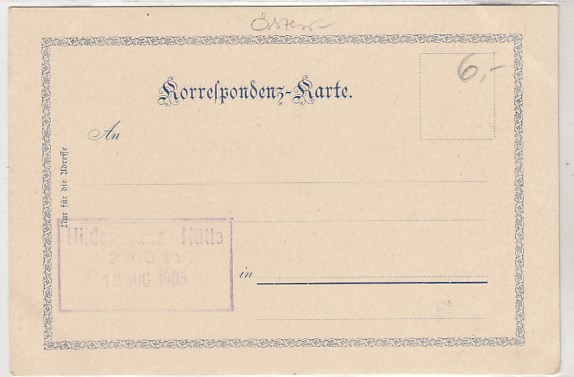 Österr
6,-
Korrespondenz-Karte.
An
Nur für die Adresse
Hütte
12 AUG. 1905
in